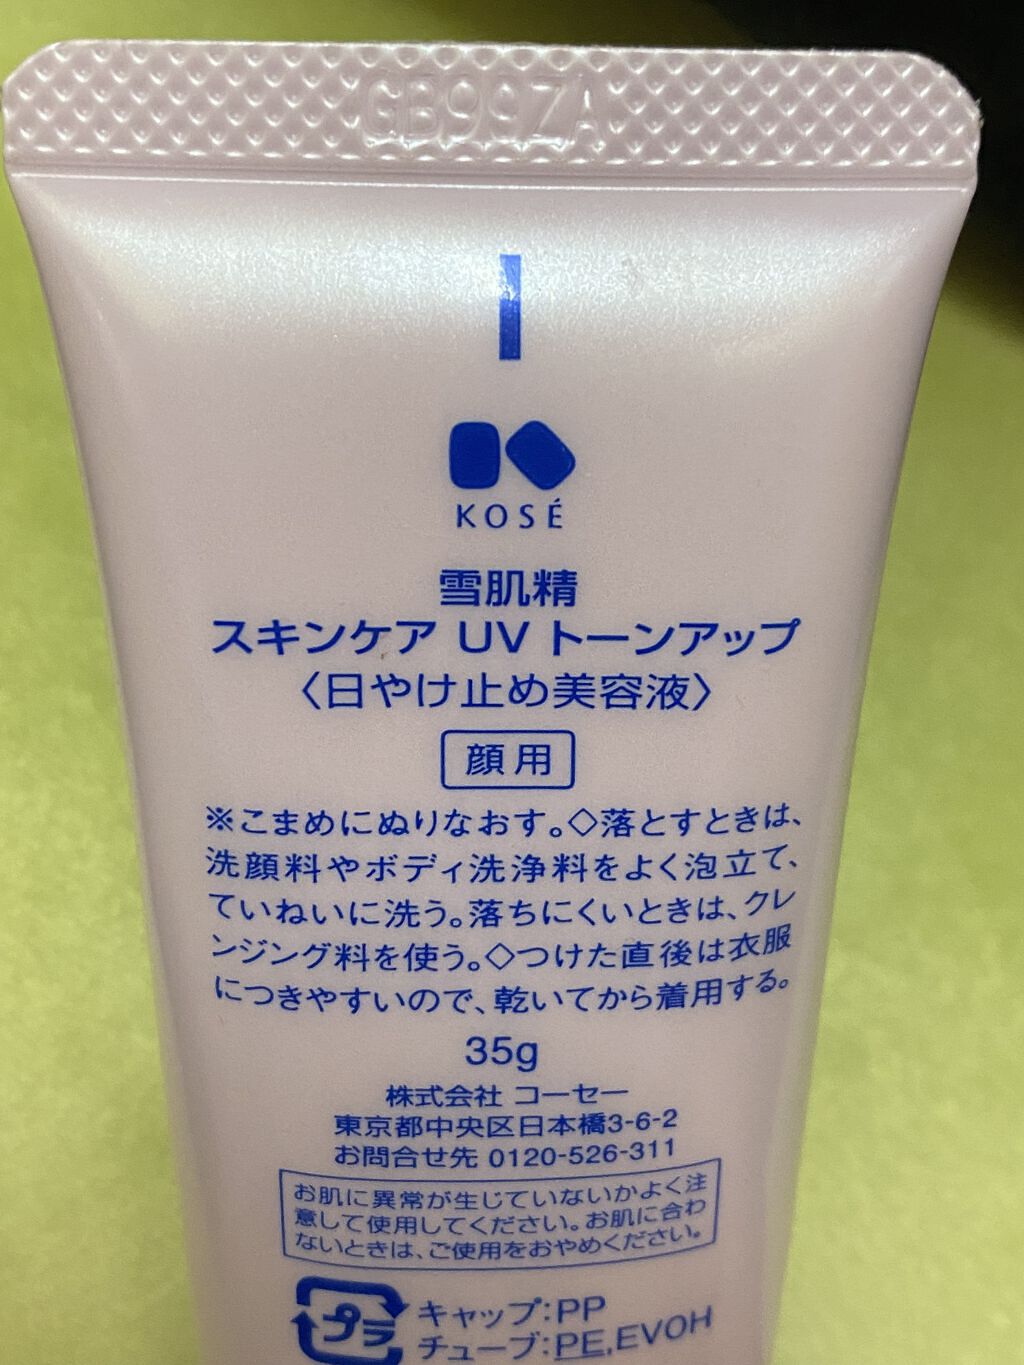 GB99ZA
KOSÉ
雪肌精
スキンケア UV トーンアップ
〈日やけ止め美容液〉
顔用
※こまめにぬりなおす。◇落とすときは、
洗顔料やボディ洗浄料をよく泡立て、
ていねいに洗う。落ちにくいときは、クレ
ンジング料を使う。◇つけた直後は衣服
につきやすいので、乾いてから着用する。
35g
株式会社 コーセー
東京都中央区日本橋3-6-2
お問合せ先 0120-526-311
お肌に異常が生じていないかよく注
意して使用してください。お肌に合わ
ないときは、ご使用をおやめください。
プラ
キャップ:PP
チューブ:PE,EVOH